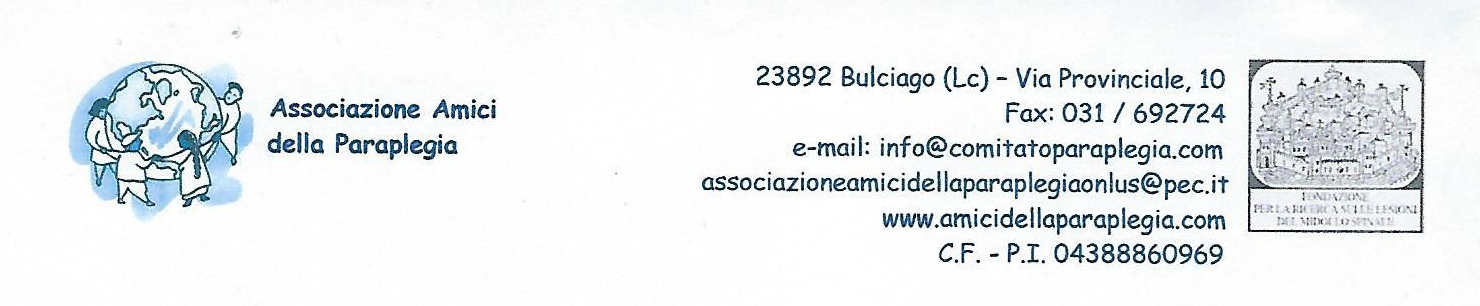 Associazione Amici
della Paraplegia
23892 Bulciago (Lc) – Via Provinciale, 10
Fax: 031 / 692724
e-mail: info@comitatoparaplegia.com
associazioneamicidellaparaplegiaonlus@pec.it
www.amicidellaparaplegia.com
C.F. - P.I. 04388860969
FONDAZIONE
PER LA RICERCA SULLE LESIONI
DEL MIDOLLO SPINALE